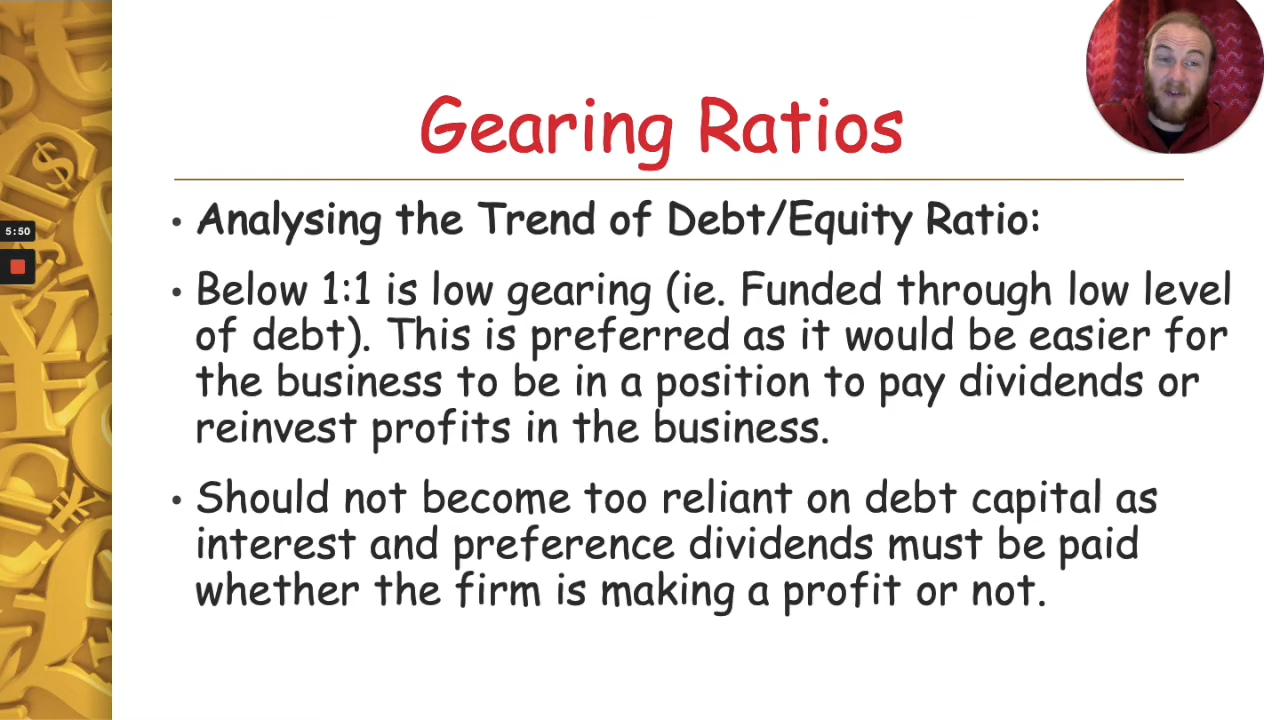 Gearing Ratios
• Analysing the Trend of Debt/Equity Ratio:
5:50
• Below 1:1 is low gearing (ie. Funded through low level
of debt). This is preferred as it would be easier for
the business to be in a position to pay dividends or
reinvest profits in the business.
• Should not become too reliant on debt capital as
interest and preference dividends must be paid
whether the firm is making a profit or not.